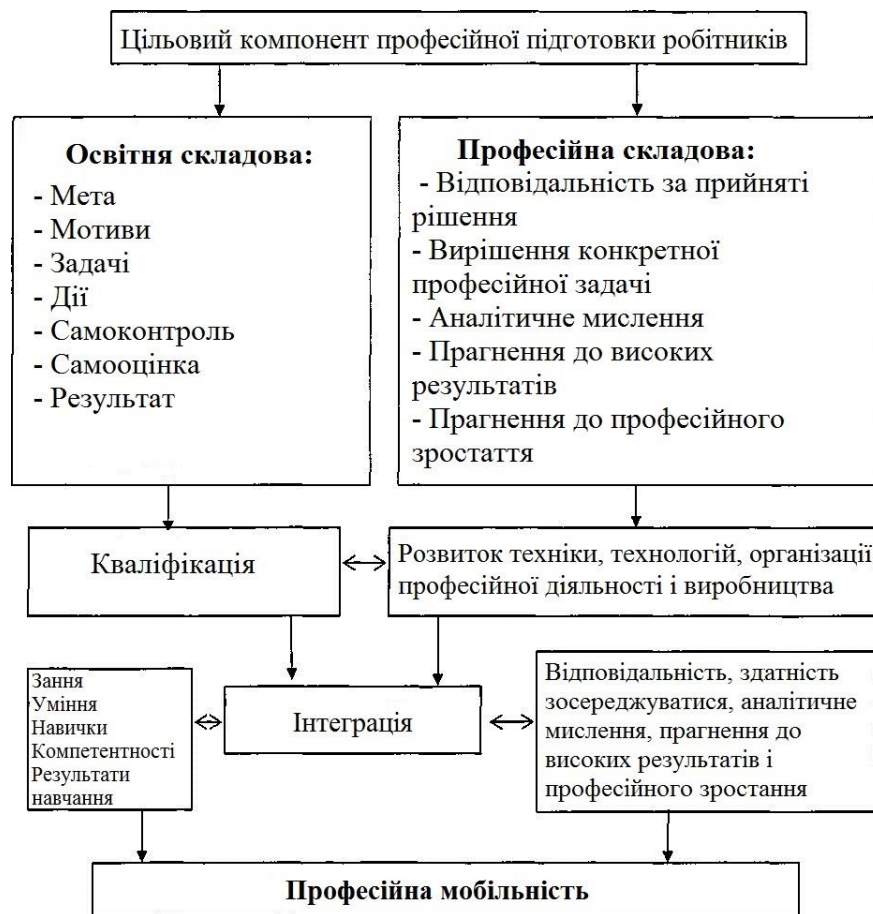 Цільовий компонент професійної підготовки робітників
Освітня складова:
- Мета
- Мотиви
- Задачі
- Дії
- Самоконтроль
- Самооцінка
- Результат
Професійна складова:
- Відповідальність за прийняті
рішення
- Вирішення конкретної
професійної задачі
- Аналітичне мислення
- Прагнення до високих
результатів
- Прагнення до професійного
зростаття
Кваліфікація
Розвиток техніки, технологій, організації
професійної діяльності і виробництва
Зання
Уміння
Навички
Компетентності
Результати
навчання
Інтеграція
Відповідальність, здатність
зосереджуватися, аналітичне
мислення, прагнення до
високих результатів і
професійного зростання
Професійна мобільність